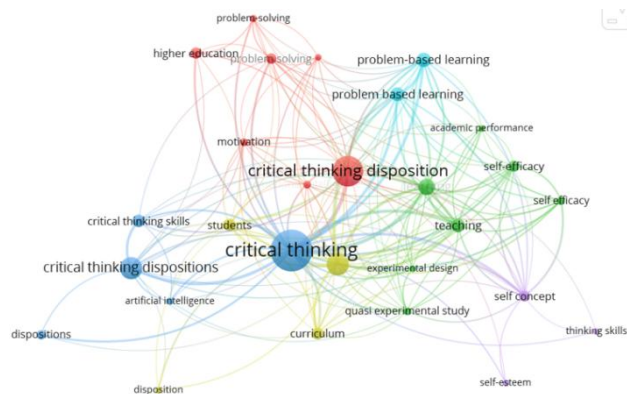 problem-solving
higher education
problem solving
problem-based learning
problem based learning
academic performance
motivation
critical thinking disposition
self-efficacy
self efficacy
critical thinking skills
students
teaching
critical thinking
critical thinking dispositions
experimental design
artificial intelligence
self concept
quasi experimental study
dispositions
curriculum
thinking skills
disposition
self-esteem